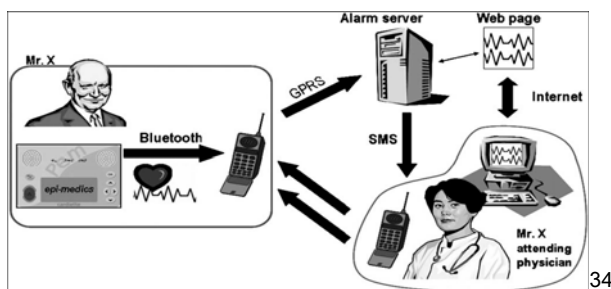 Alarm server
Web page
Mr. X
GPRS
Internet
Bluetooth
SMS
epi-medics
Mr. X
attending
physician
34